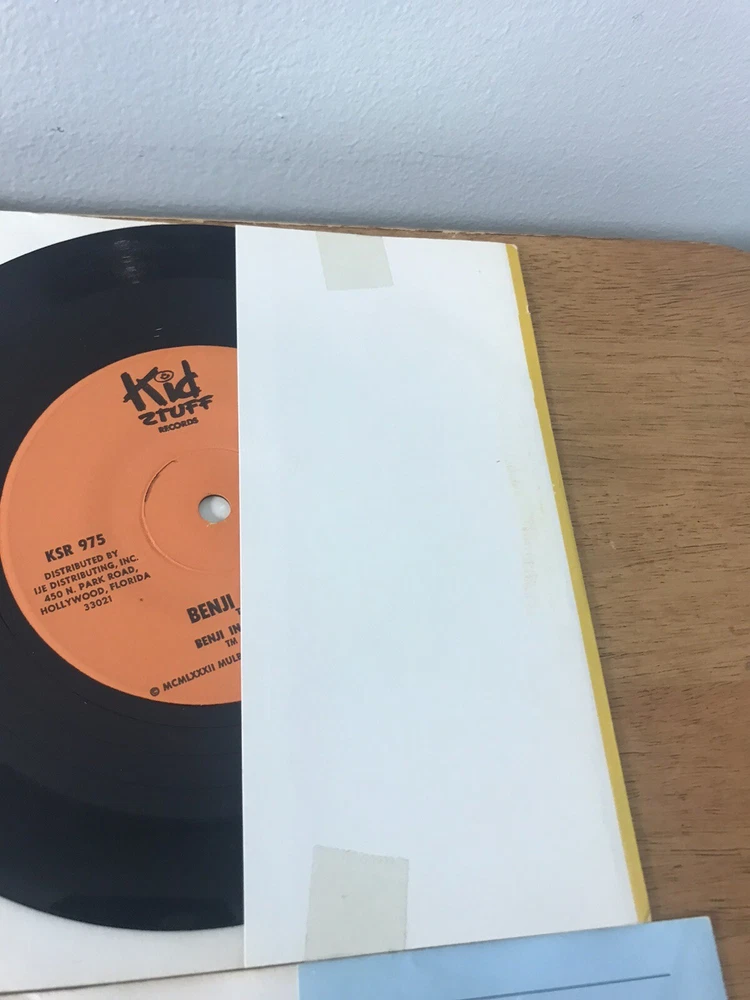 Kid
STUFF
RECORDS
KSR 975
DISTRIBUTED BY
IJE DISTRIBUTING, INC.
450 N. PARK ROAD,
HOLLYWOOD, FLORIDA
33021
BENJI
BENJI IN
TM
© MCMLXXXII MULB